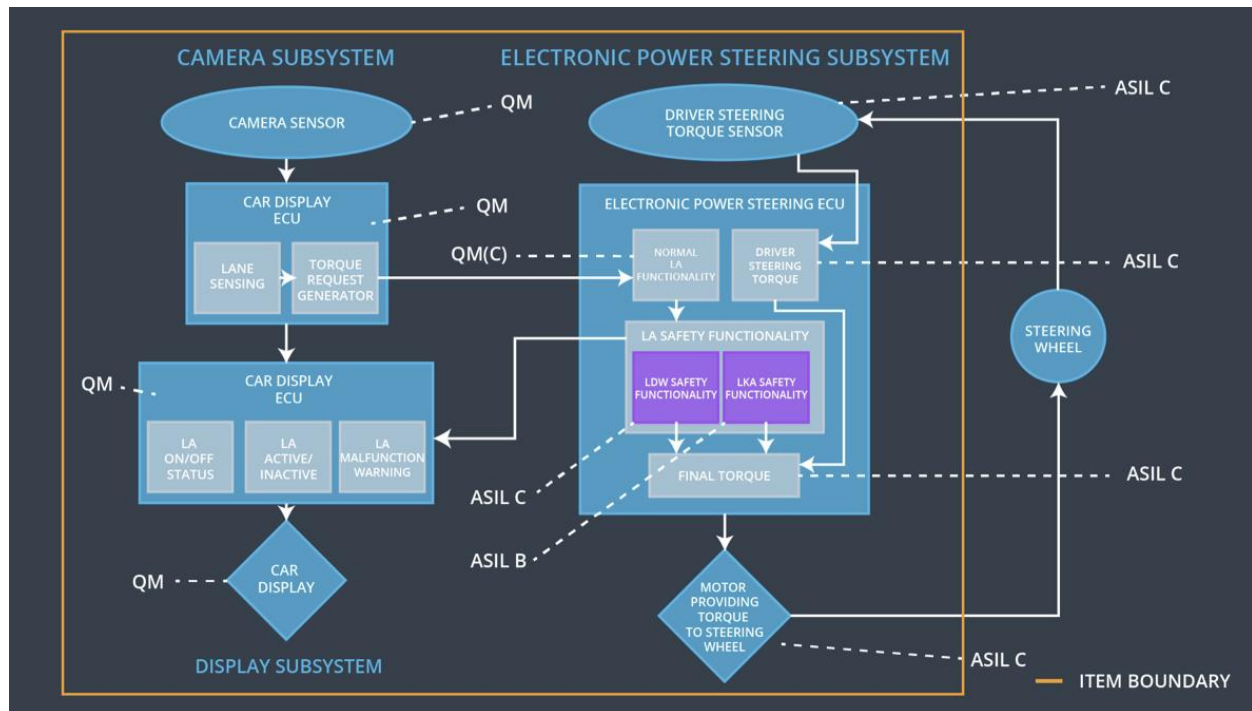 CAMERA SUBSYSTEM
ELECTRONIC POWER STEERING SUBSYSTEM
CAMERA SENSOR
QM
DRIVER STEERING
TORQUE SENSOR
ASIL C
CAR DISPLAY
ECU
QM
LANE
SENSING
TORQUE
REQUEST
GENERATOR
QM(C)
ELECTRONIC POWER STEERING ECU
NORMAL
LA
FUNCTIONALITY
DRIVER
STEERING
TORQUE
ASIL C
LA SAFETY FUNCTIONALITY
LDW SAFETY
FUNCTIONALITY
LKA SAFETY
FUNCTIONALITY
STEERING
WHEEL
QM
CAR DISPLAY
ECU
LA
ON/OFF
STATUS
LA
ACTIVE/
INACTIVE
LA
MALFUNCTION
WARNING
FINAL TORQUE
ASIL C
ASIL C
ASIL B
QM
CAR
DISPLAY
MOTOR
PROVIDING
TORQUE
TO STEERING
WHEEL
ASIL C
DISPLAY SUBSYSTEM
ITEM BOUNDARY